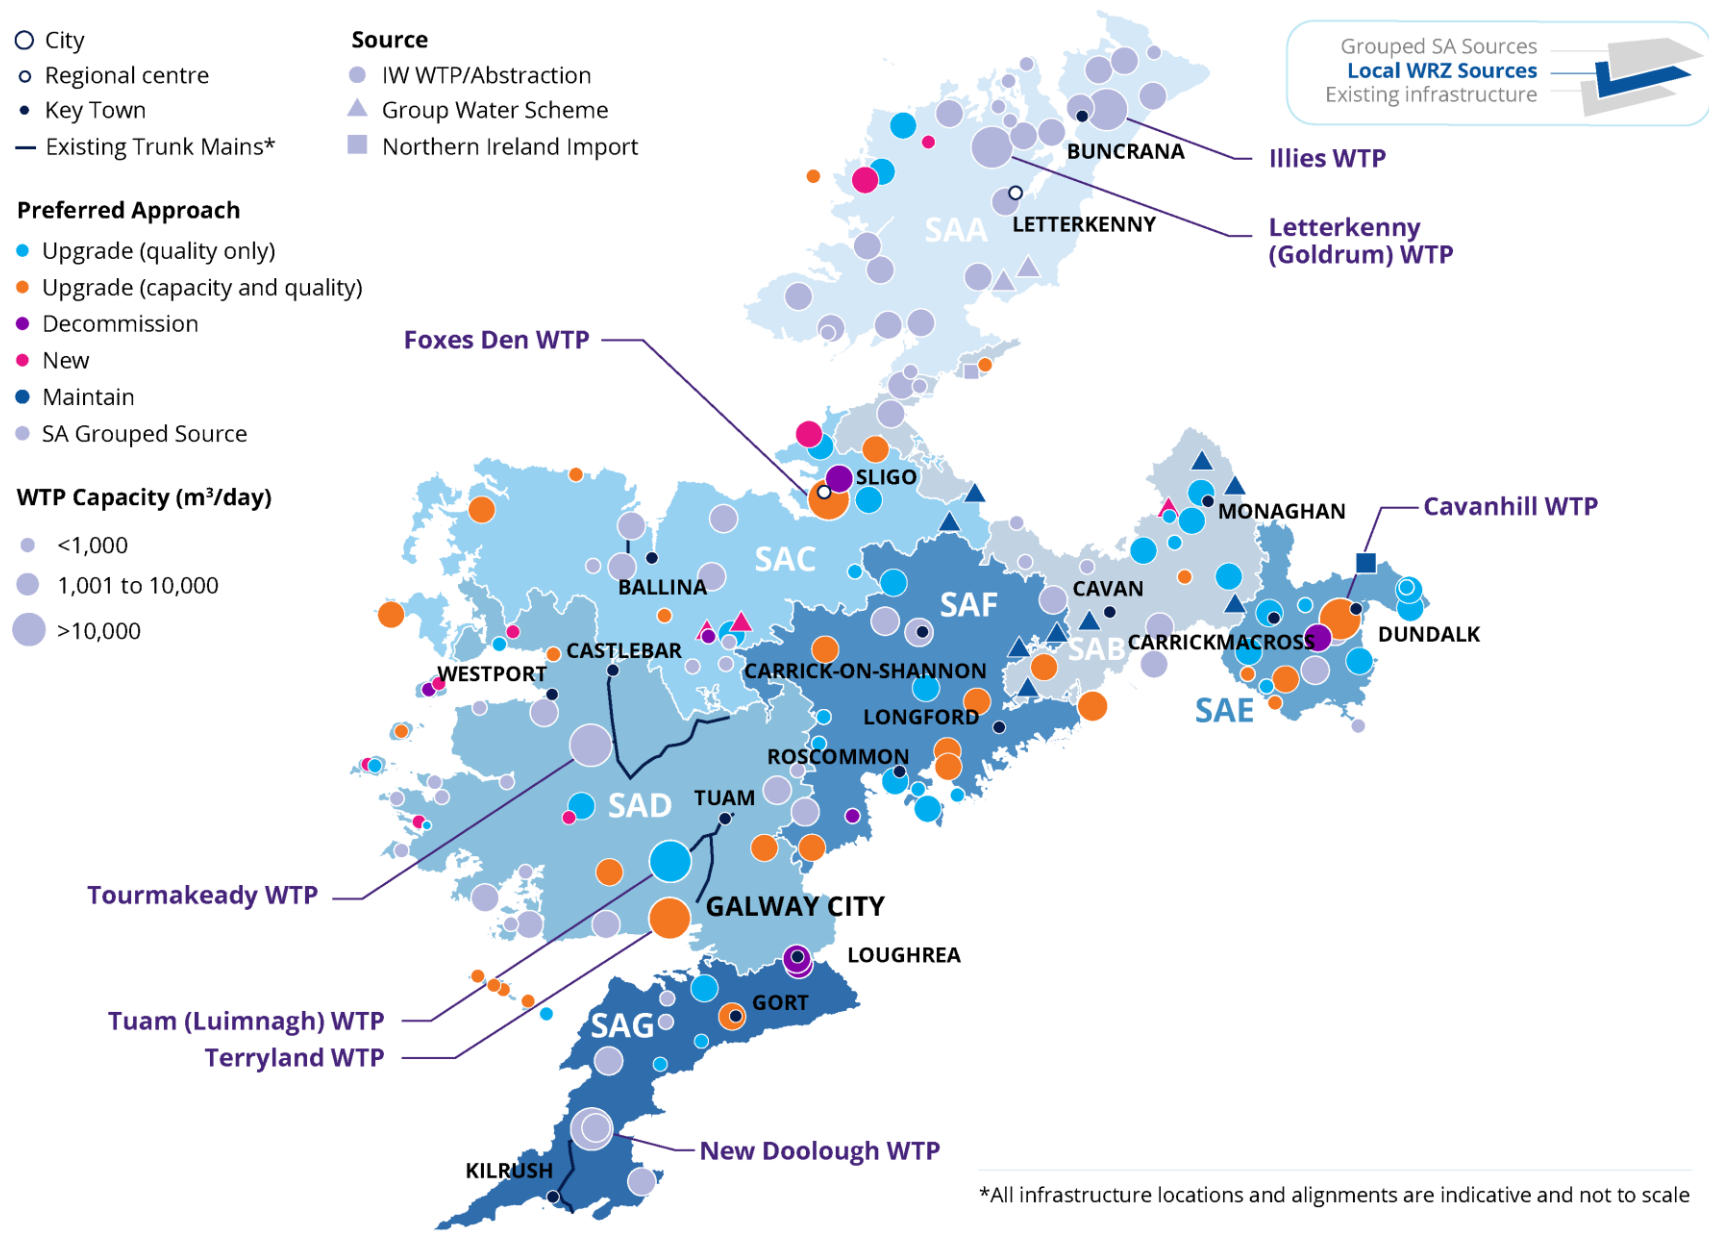 City
Regional centre
Key Town
Existing Trunk Mains*
Source
IW WTP/Abstraction
Group Water Scheme
Northern Ireland Import
Preferred Approach
Upgrade (quality only)
Upgrade (capacity and quality)
Decommission
New
Maintain
SA Grouped Source
WTP Capacity (m³/day)
<1,000
1,001 to 10,000
>10,000
Grouped SA Sources
Local WRZ Sources
Existing infrastructure
BUNCRANA
Illies WTP
LETTERKENNY
SAA
Letterkenny
(Goldrum) WTP
Foxes Den WTP
SLIGO
MONAGHAN
Cavanhill WTP
SAC
BALLINA
SAF
CAVAN
CARRICKMACROSS
DUNDALK
CASTLEBAR
SAB
WESTPORT
CARRICK-ON-SHANNON
SAE
LONGFORD
ROSCOMMON
SAD
TUAM
Tourmakeady WTP
GALWAY CITY
LOUGHREA
GORT
Tuam (Luimnagh) WTP
SAG
Terryland WTP
New Doolough WTP
KILRUSH
*All infrastructure locations and alignments are indicative and not to scale